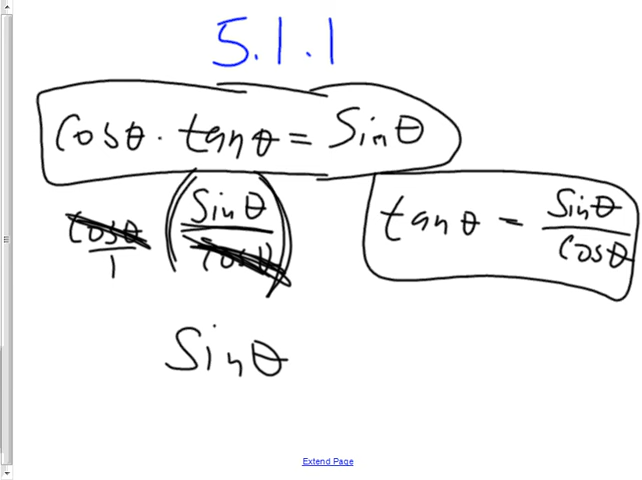 5.1.1
Cosθ · tanθ = Sinθ
Cosθ/1 (Sinθ/Cosθ)
tanθ = Sinθ/Cosθ
Sinθ
Extend Page